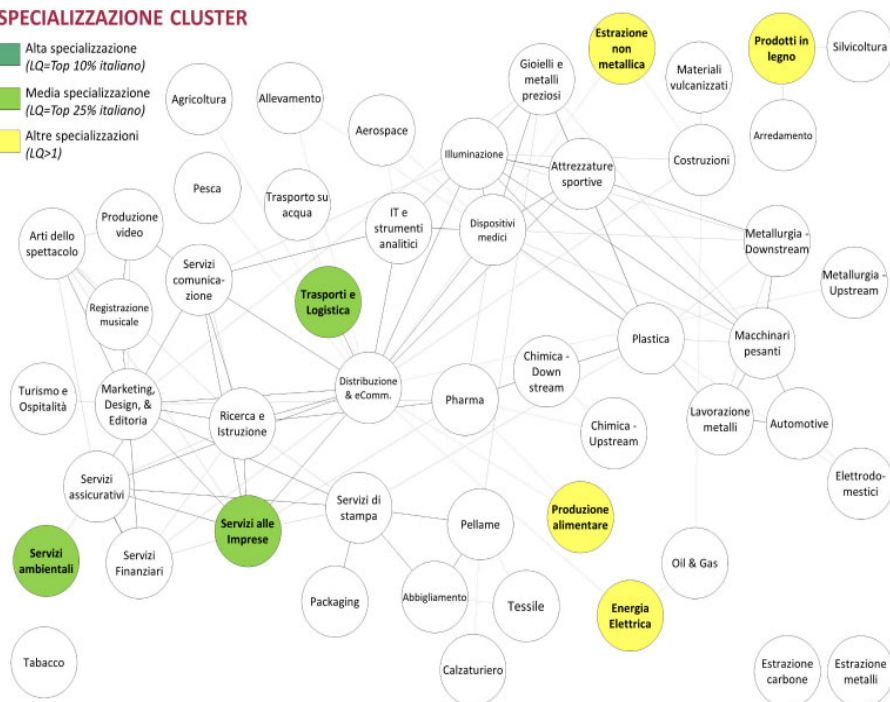 SPECIALIZZAZIONE CLUSTER
Alta specializzazione
(LQ=Top 10% italiano)
Media specializzazione
(LQ=Top 25% italiano)
Altre specializzazioni
(LQ>1)
Agricoltura
Allevamento
Aerospace
Gioielli e
metalli
preziosi
Estrazione
non
metallica
Materiali
vulcanizzati
Prodotti in
legno
Silvicoltura
Arredamento
Illuminazione
Attrezzature
sportive
Costruzioni
Pesca
Trasporto su
acqua
IT e
strumenti
analitici
Dispositivi
medici
Metallurgia -
Downstream
Metallurgia -
Upstream
Arti dello
spettacolo
Produzione
video
Servizi
comunica-
zione
Registrazione
musicale
Trasporti e
Logistica
Plastica
Macchinari
pesanti
Turismo e
Ospitalità
Marketing,
Design, &
Editoria
Ricerca e
Istruzione
Distribuzione
& eComm.
Pharma
Chimica -
Down
stream
Chimica -
Upstream
Lavorazione
metalli
Automotive
Elettrodo-
mestici
Servizi
assicurativi
Servizi alle
Imprese
Servizi di
stampa
Pellame
Produzione
alimentare
Servizi
ambientali
Servizi
Finanziari
Oil & Gas
Packaging
Abbigliamento
Tessile
Energia
Elettrica
Tabacco
Calzaturiero
Estrazione
carbone
Estrazione
metalli